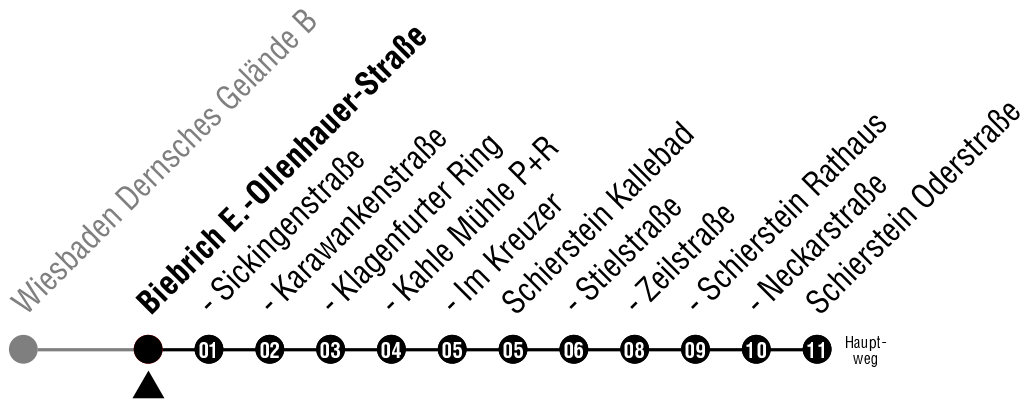 Wiesbaden Dernsches Gelände B
Biebrich E.-Ollenhauer-Straße
- Sickingenstraße
- Karawankenstraße
- Klagenfurter Ring
- Kahle Mühle P+R
- Im Kreuzer
Schierstein Kallebad
- Stielstraße
- Zeilstraße
- Schierstein Rathaus
- Neckarstraße
Schierstein Oderstraße
01 02 03 04 05 05 06 08 09 10 11
Haupt-
weg